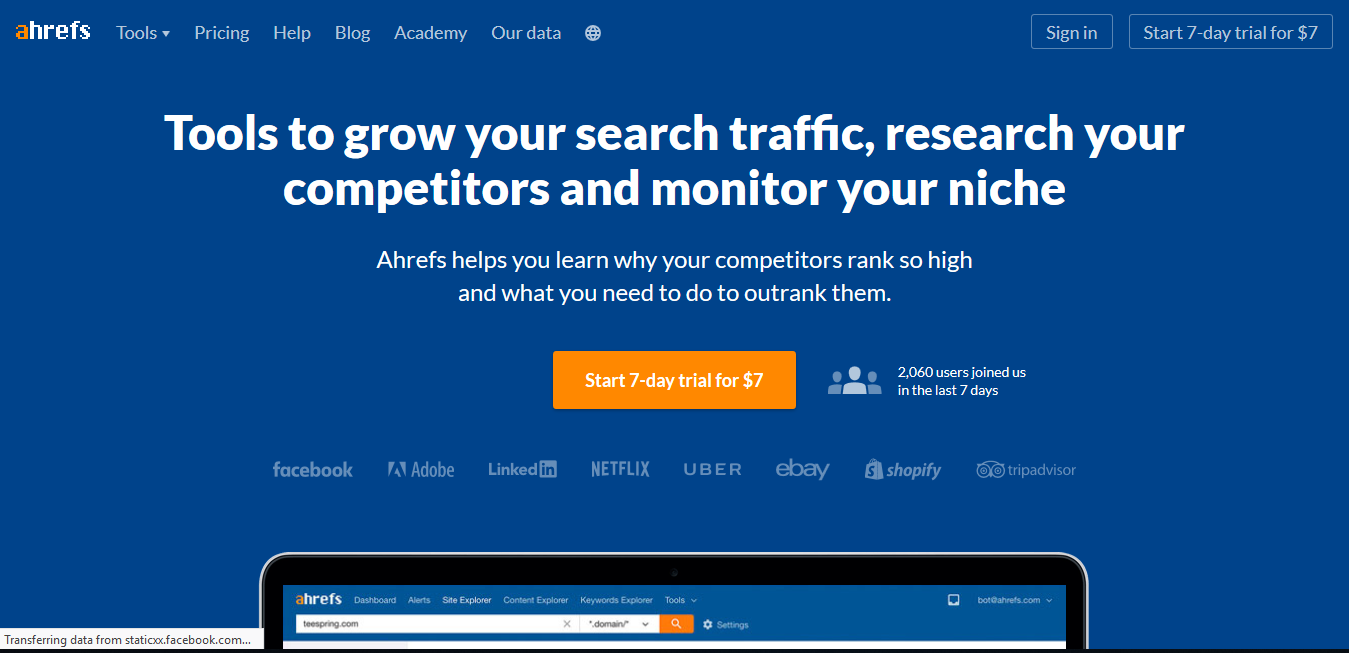 ahrefs Tools Pricing Help Blog Academy Our data Sign in Start 7-day trial for $7
Tools to grow your search traffic, research your
competitors and monitor your niche
Ahrefs helps you learn why your competitors rank so high
and what you need to do to outrank them.
Start 7-day trial for $7
2,060 users joined us
in the last 7 days
facebook Adobe LinkedIn NETFLIX UBER ebay shopify tripadvisor
ahrefs Dashboard Alerts Site Explorer Content Explorer Keywords Explorer Tools bot@ahrefs.com
teespring.com *.domain/* Settings
Transferring data from staticxx.facebook.com...